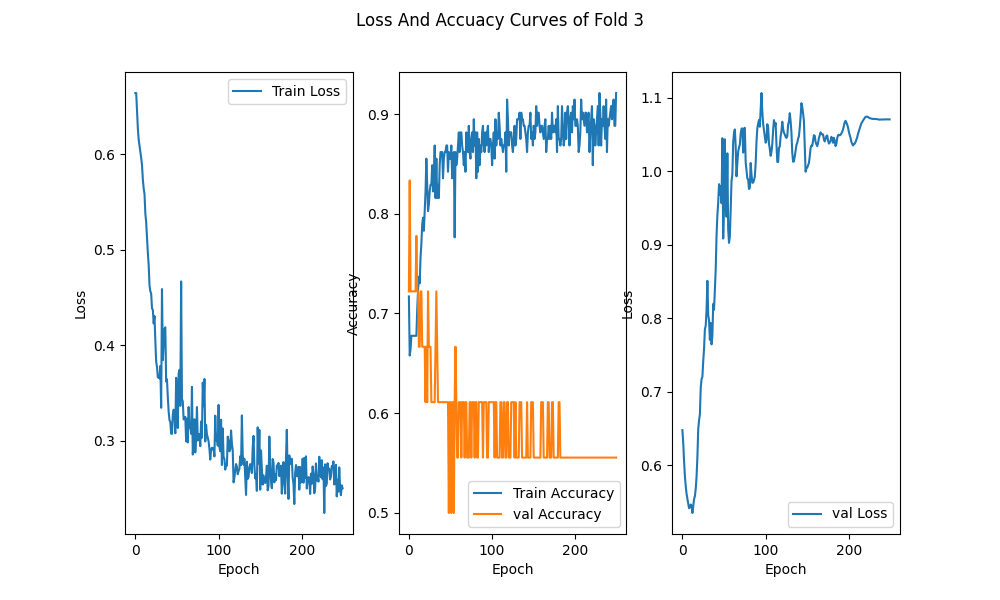 Loss And Accuacy Curves of Fold 3
Train Loss
0.6
0.5
0.4
0.3
Loss
0
100
200
Epoch
0.9
0.8
0.7
0.6
0.5
Accuracy
Train Accuracy
val Accuracy
0
100
200
Epoch
1.1
1.0
0.9
0.8
0.7
0.6
Loss
val Loss
0
100
200
Epoch